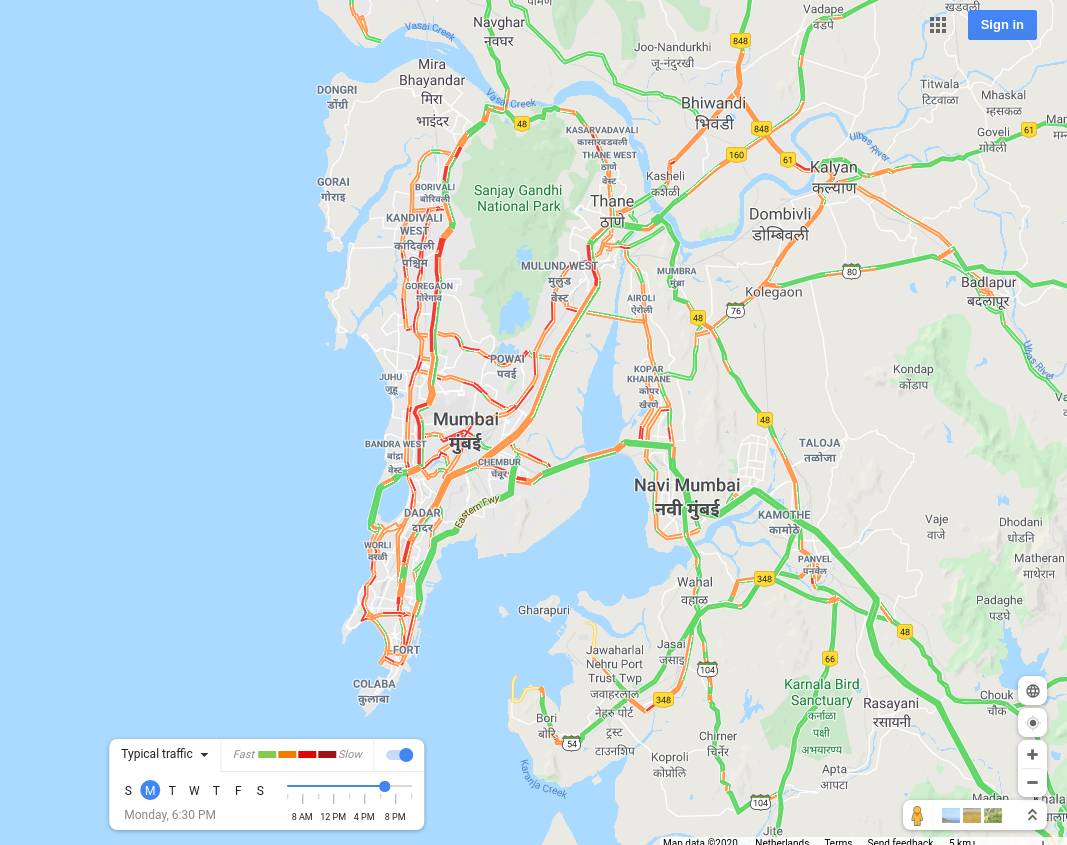 Navghar
नवघर
Vasai Creek
Vadape
वडपे
खडवली
Sign in
848
Joo-Nandurkhi
जू-नंदुरखी
Mira
Bhayandar
मिरा
भाइंदर
DONGRI
डोंगरी
Vasai Creek
48
Bhiwandi
भिवंडी
Titwala
टिटवाळा
Mhaskal
म्हसकळ
KASARVADAVALI
कासारवडवली
848
61
Goveli
गोवेली
Ulhas River
THANE WEST
ठाणे
वेस्ट
160
61
Kalyan
कल्याण
GORAI
गोराइ
BORIVALI
बोरिवली
Sanjay Gandhi
National Park
Kasheli
कशेळी
Thane
ठाणे
KANDIVALI
WEST
कांदिवली
पश्चिम
Dombivli
डोम्बिवली
MULUND WEST
मुलुंड
वेस्ट
MUMBRA
मुंब्रा
80
GOREGAON
गोरेगाव
AIROLI
ऐरोली
Kolegaon
Badlapur
बदलापूर
48
76
POWAI
पवई
Ulhas River
JUHU
जुहू
KOPAR
KHAIRANE
कोपर
खैरणे
Kondap
कोंडाप
Mumbai
मुंबई
48
BANDRA WEST
बांद्रा
वेस्ट
CHEMBUR
चेंबूर
TALOJA
तळोजा
Navi Mumbai
नवी मुंबई
Eastern Fwy
DADAR
दादर
KAMOTHE
कामोठे
Vaje
वाजे
Dhodani
धोडनि
WORLI
वरळी
PANVEL
पनवेल
Matheran
माथेरान
Wahal
वहाळ
348
Gharapuri
Padaghe
पडघे
48
FORT
Jawaharlal
Nehru Port
Trust Twp
जवाहरलाल
नेहरु पोर्ट
ट्रस्ट
टाउनशिप
Jasai
जसाइ
104
66
COLABA
कुलाबा
348
Karnala Bird
Sanctuary
कर्नाळा
पक्षी
अभयारण्य
Rasayani
रसायनी
Chouk
चौक
Bori
बोरि
54
Chirner
चिर्नेर
Koproli
कोप्रोलि
Karanja Creek
Apta
आपटा
104
Jite
Typical traffic
Fast
Slow
S M T W T F S
8 AM 12 PM 4 PM 8 PM
Monday, 6:30 PM
Map data ©2020 Netherlands Terms Send feedback 5 km